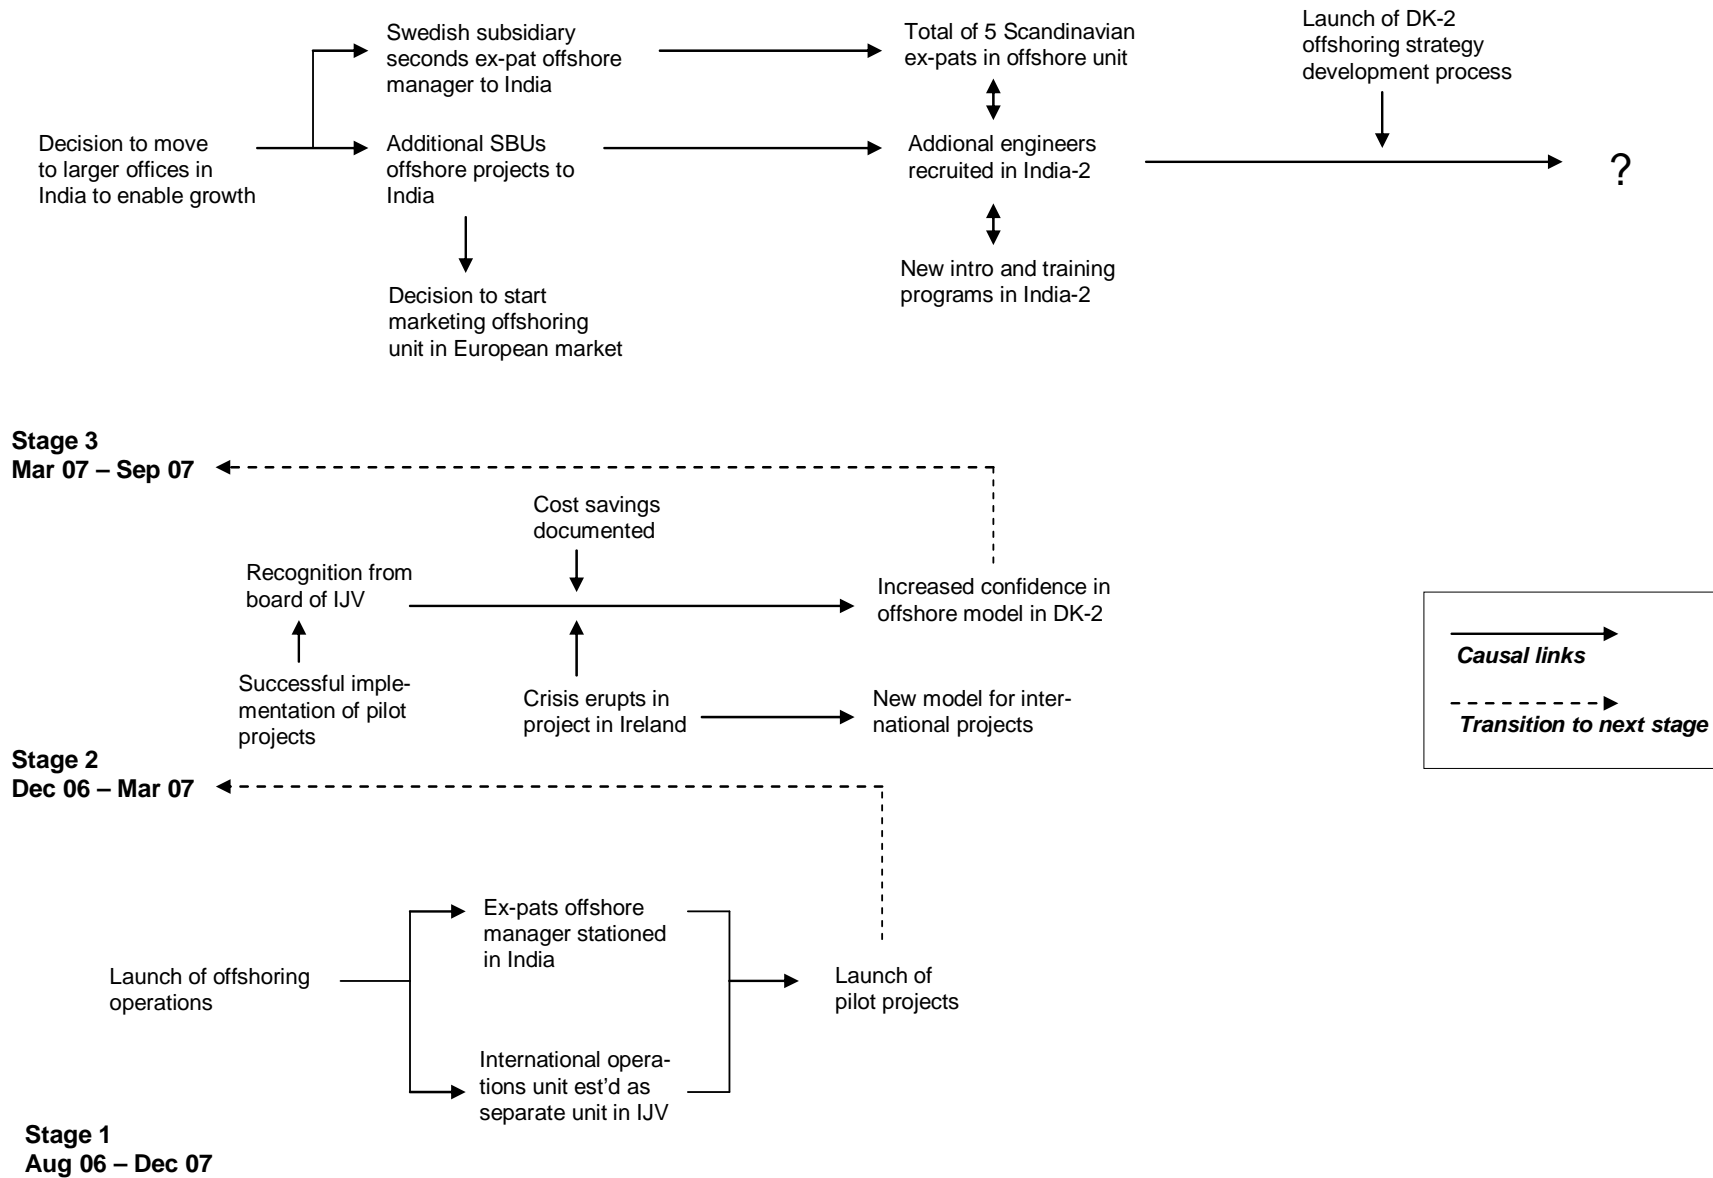 Swedish subsidiary
seconds ex-pat offshore
manager to India
Total of 5 Scandinavian
ex-pats in offshore unit
Launch of DK-2
offshoring strategy
development process
Decision to move
to larger offices in
India to enable growth
Additional SBUs
offshore projects to
India
Addional engineers
recruited in India-2
?
Decision to start
marketing offshoring
unit in European market
New intro and training
programs in India-2
Stage 3
Mar 07 – Sep 07
Cost savings
documented
Recognition from
board of IJV
Increased confidence in
offshore model in DK-2
Successful imple-
mentation of pilot
projects
Crisis erupts in
project in Ireland
New model for inter-
national projects
Causal links
Transition to next stage
Stage 2
Dec 06 – Mar 07
Ex-pats offshore
manager stationed
in India
Launch of offshoring
operations
Launch of
pilot projects
International opera-
tions unit est’d as
separate unit in IJV
Stage 1
Aug 06 – Dec 07